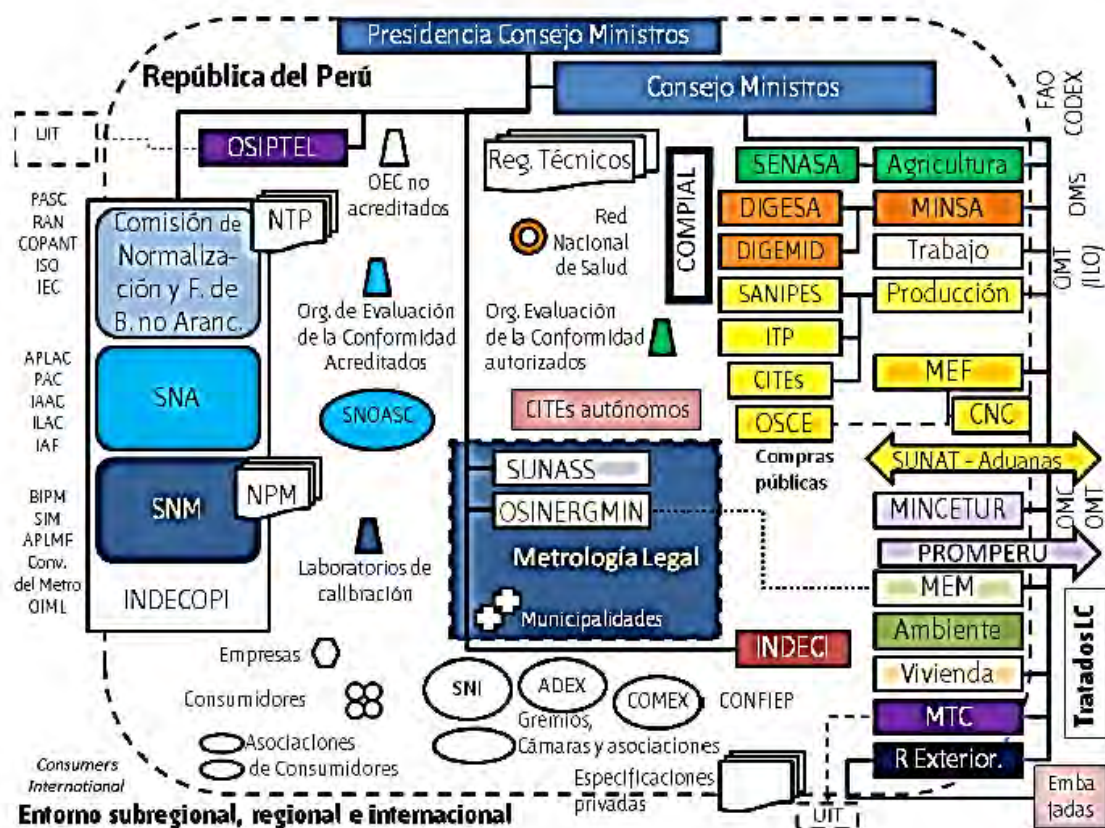 Presidencia Consejo Ministros
República del Perú
Consejo Ministros
FAO
CODEX
UIT
OSIPTEL
OEC no
acreditados
Reg. Técnicos
COMPIAL
SENASA
Agricultura
PASC
RAN
COPANT
ISO
IEC
Comisión de
Normaliza-
ción y F. de
B. no Aranc.
NTP
Red
Nacional
de Salud
DIGESA
MINSA
OMS
DIGEMID
Trabajo
OMT
(ILO)
SANIPES
Producción
Org. de Evaluación
de la Conformidad
Acreditados
Org. Evaluación
de la Conformidad
autorizados
ITP
APLAC
PAC
IAAC
ILAC
IAF
SNA
SNOASC
CITEs autónomos
CITEs
MEF
OSCE
CNC
Compras
públicas
SUNAT - Aduanas
BIPM
SIM
APLMF
Conv.
del Metro
OIML
SNM
NPM
SUNASS
OSINERGMIN
Metrología Legal
Municipalidades
MINCETUR
OMC
OMT
PROMPERU
Laboratorios de
calibración
INDECOPI
MEM
Ambiente
Tratados LC
INDECI
Vivienda
Empresas
SNI
ADEX
COMEX
CONFIEP
Consumidores
Gremios,
Cámaras y asociaciones
MTC
Asociaciones
de Consumidores
R Exterior.
Consumers
International
Especificaciones
privadas
Emba
jadas
UIT
Entorno subregional, regional e internacional